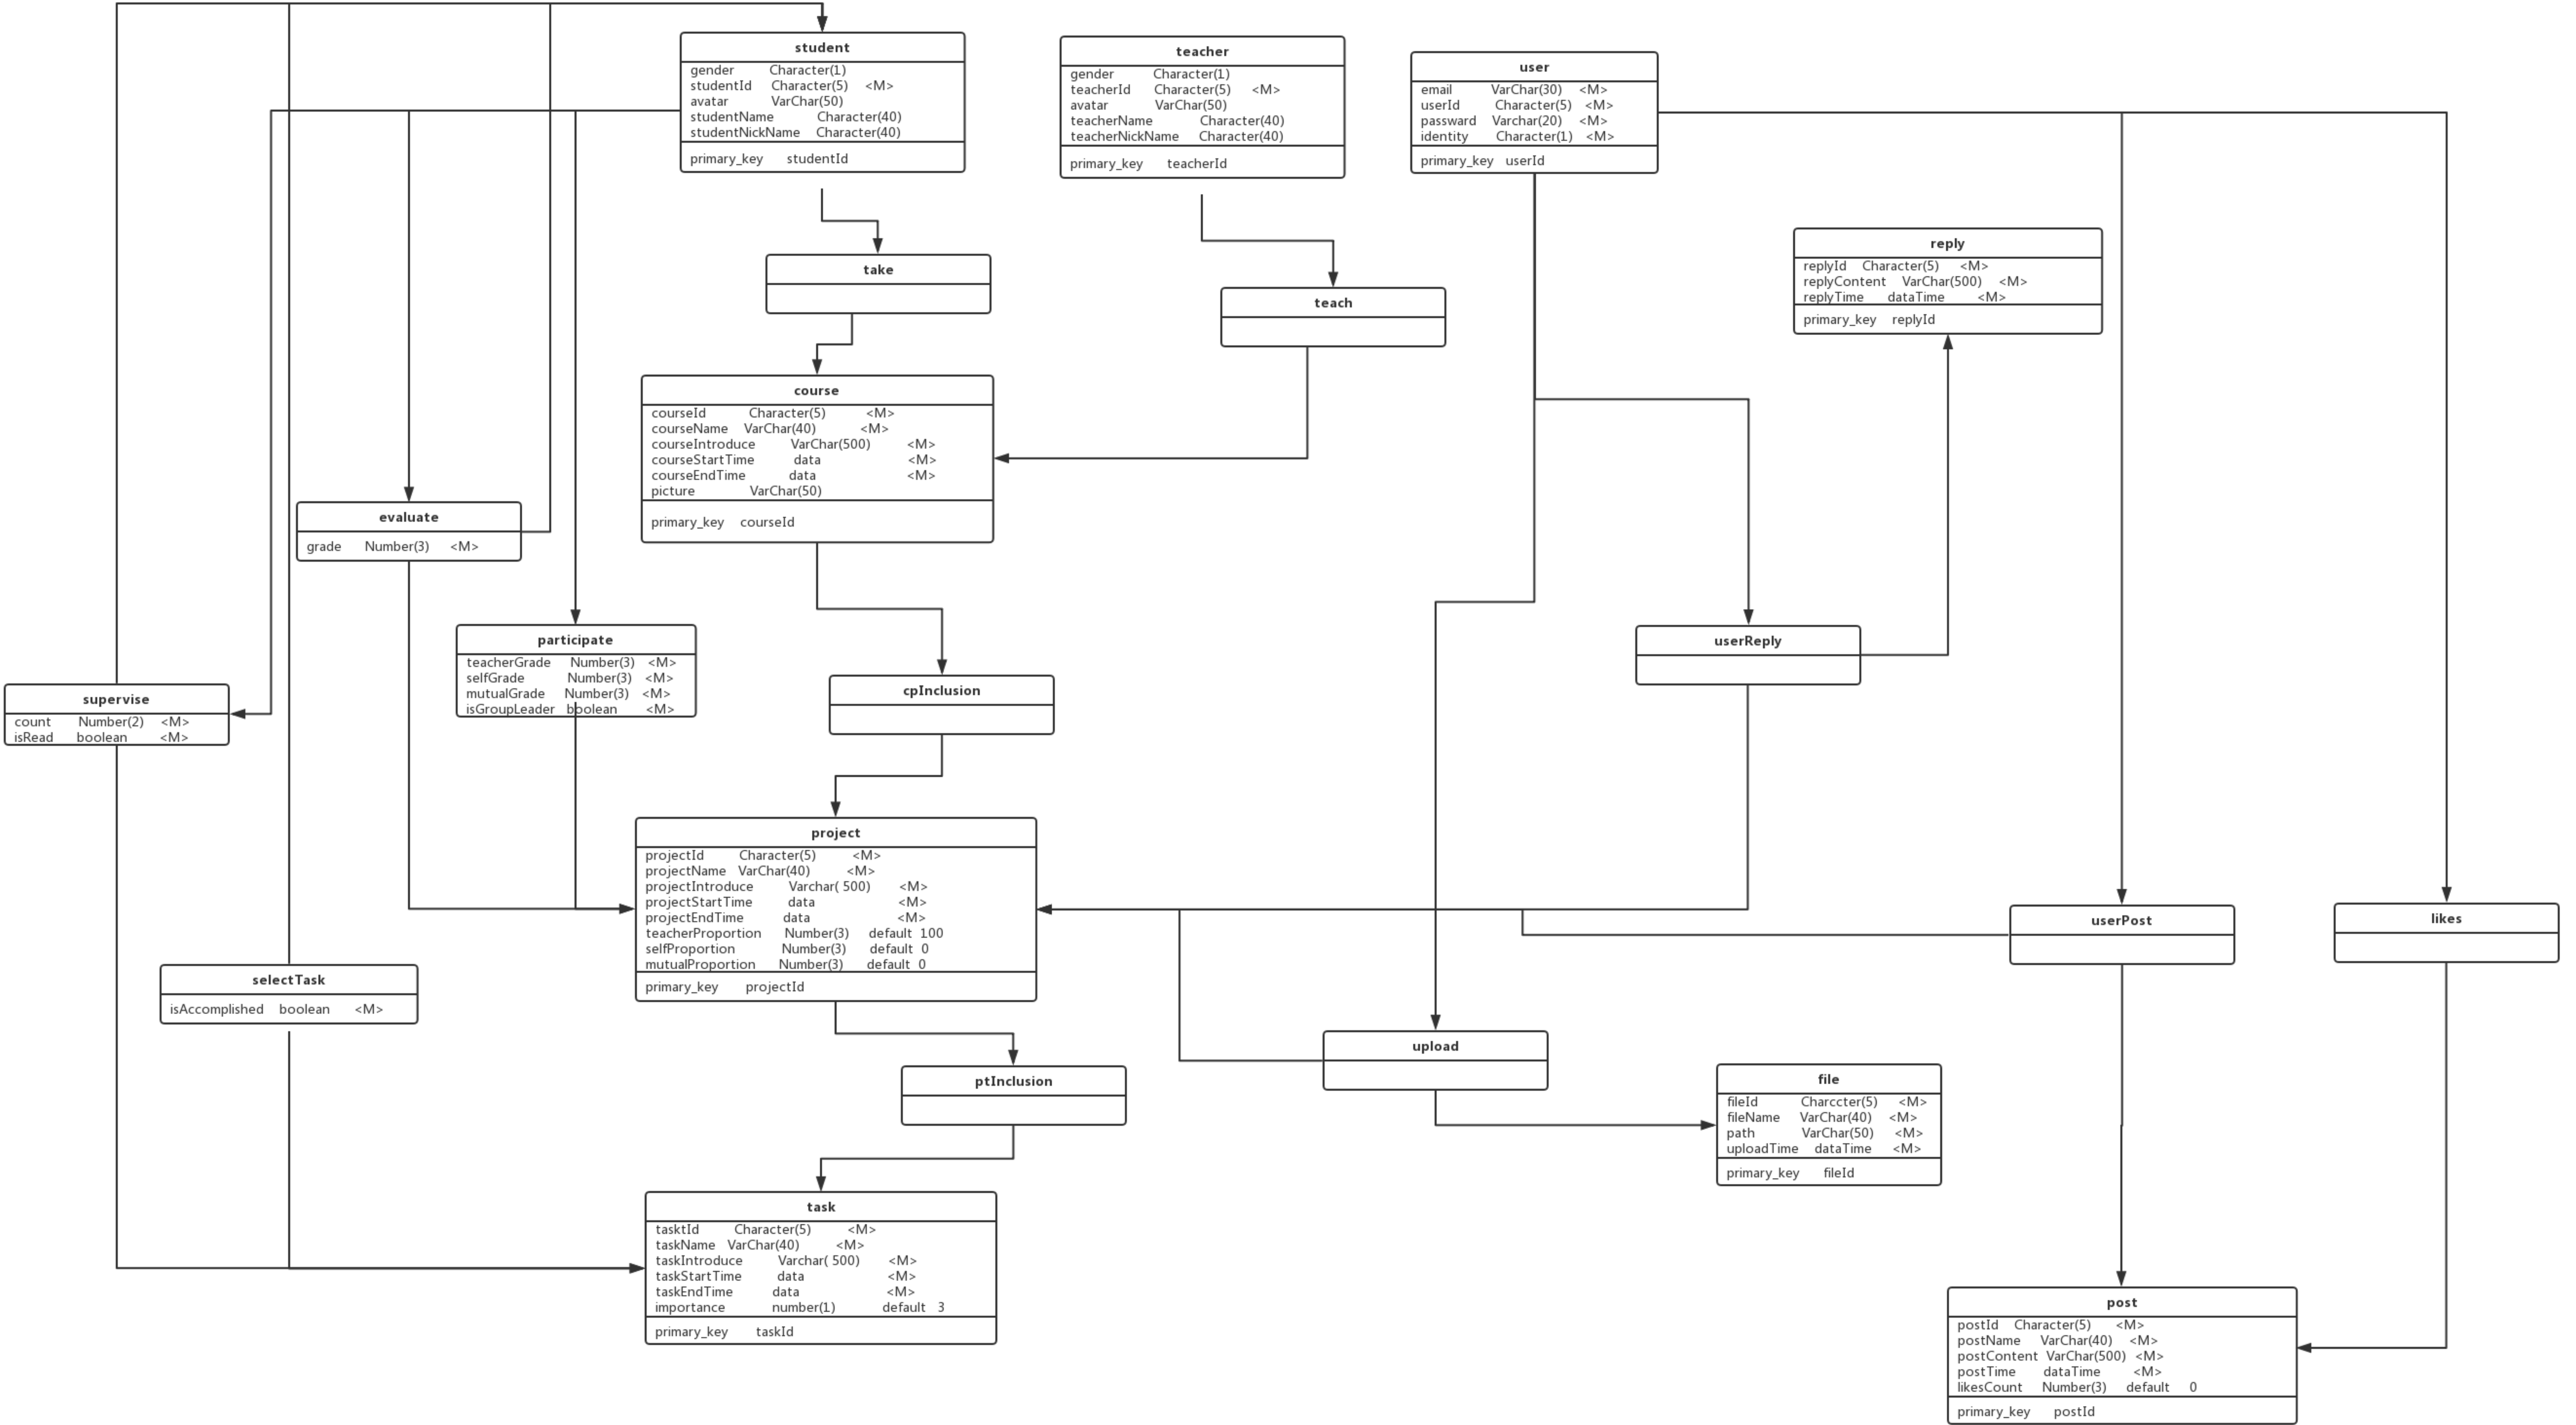 student
gender Character(1)
studentId Character(5) <M>
avatar VarChar(50)
studentName Character(40)
studentNickName Character(40)
primary_key studentId
teacher
gender Character(1)
teacherId Character(5) <M>
avatar VarChar(50)
teacherName Character(40)
teacherNickName Character(40)
primary_key teacherId
user
email VarChar(30) <M>
userId Character(5) <M>
passward Varchar(20) <M>
identity Character(1) <M>
primary_key userId
reply
replyId Character(5) <M>
replyContent VarChar(500) <M>
replyTime dataTime <M>
primary_key replyId
take
teach
course
courseId Character(5) <M>
courseName VarChar(40) <M>
courseIntroduce VarChar(500) <M>
courseStartTime data <M>
courseEndTime data <M>
picture VarChar(50)
primary_key courseId
evaluate
grade Number(3) <M>
participate
teacherGrade Number(3) <M>
selfGrade Number(3) <M>
mutualGrade Number(3) <M>
isGroupLeader boolean <M>
userReply
supervise
count Number(2) <M>
isRead boolean <M>
cpInclusion
project
projectId Character(5) <M>
projectName VarChar(40) <M>
projectIntroduce Varchar( 500) <M>
projectStartTime data <M>
projectEndTime data <M>
teacherProportion Number(3) default 100
selfProportion Number(3) default 0
mutualProportion Number(3) default 0
primary_key projectId
userPost
likes
selectTask
isAccomplished boolean <M>
upload
ptInclusion
file
fileId Charccter(5) <M>
fileName VarChar(40) <M>
path VarChar(50) <M>
uploadTime dataTime <M>
primary_key fileId
task
tasktId Character(5) <M>
taskName VarChar(40) <M>
taskIntroduce Varchar( 500) <M>
taskStartTime data <M>
taskEndTime data <M>
importance number(1) default 3
primary_key taskId
post
postId Character(5) <M>
postName VarChar(40) <M>
postContent VarChar(500) <M>
postTime dataTime <M>
likesCount Number(3) default 0
primary_key postId